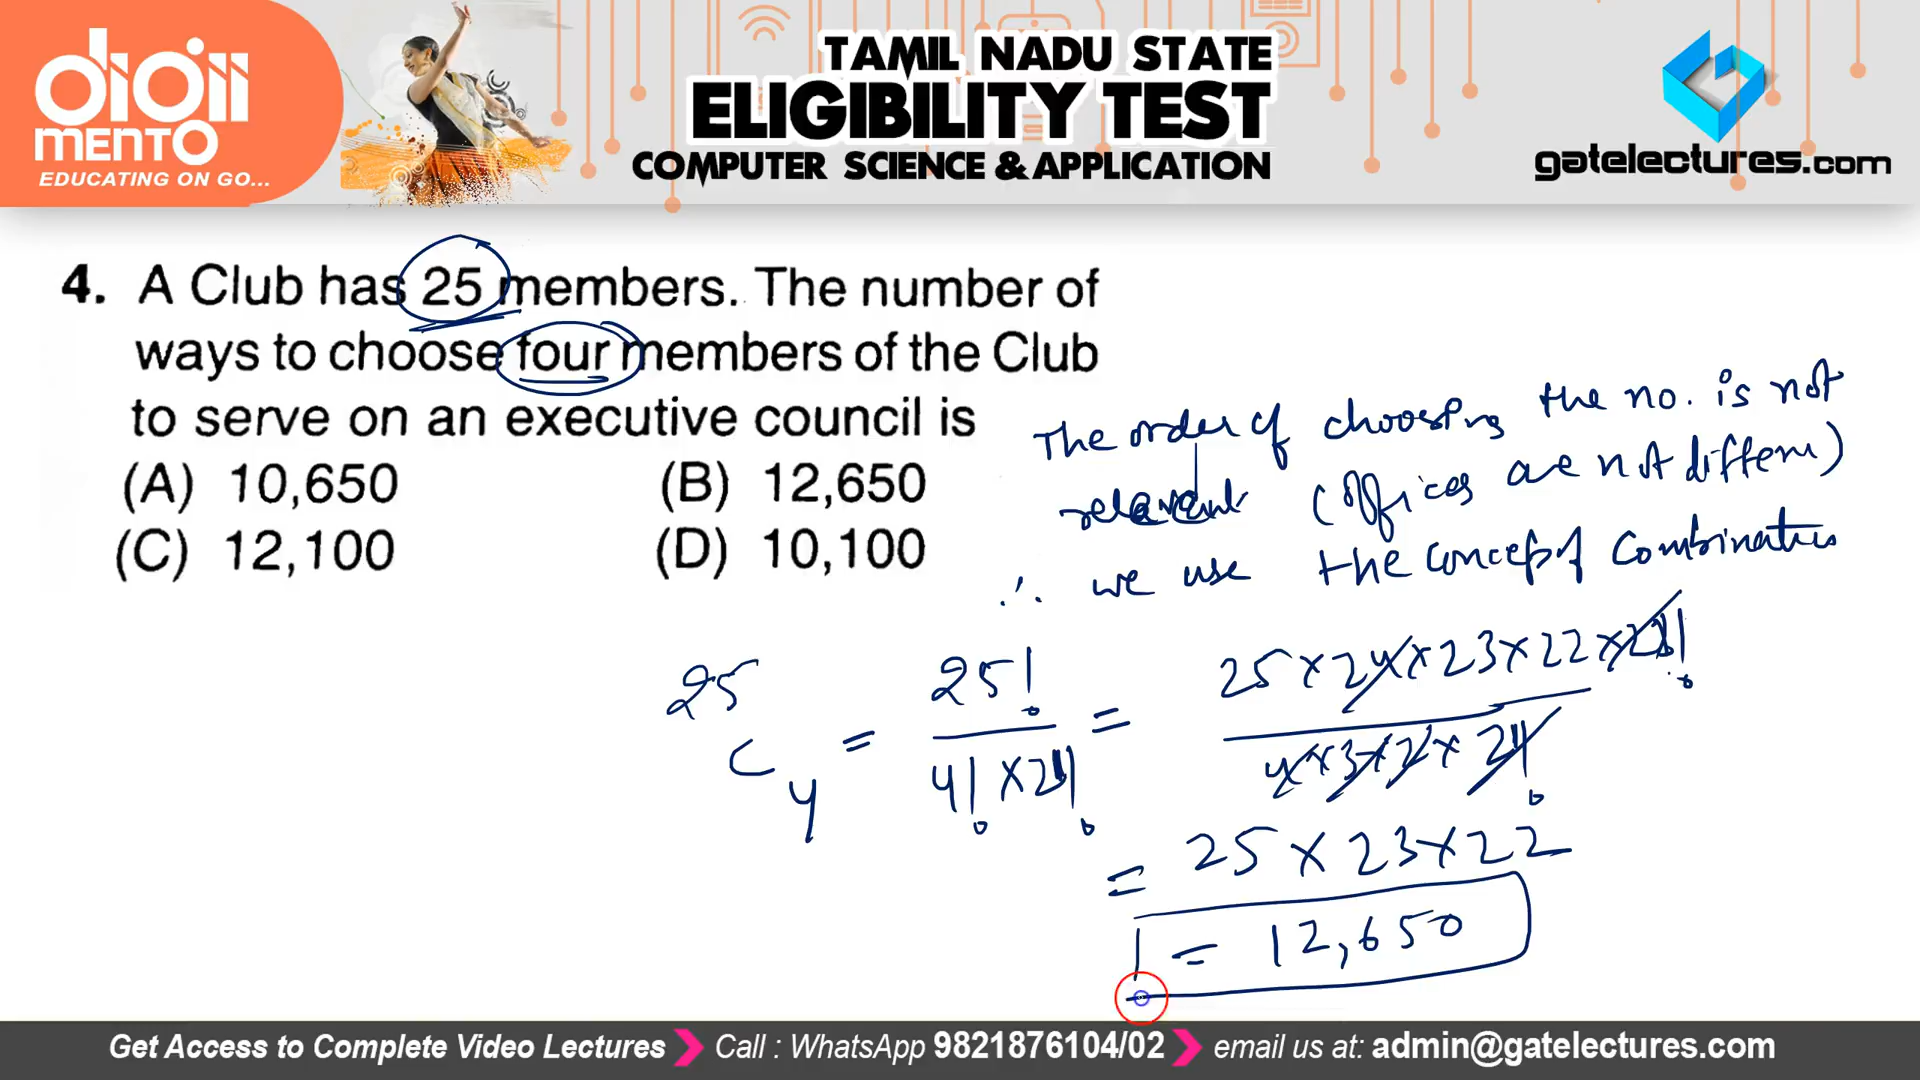 digii
MENTO
EDUCATING ON GO...
TAMIL NADU STATE
ELIGIBILITY TEST
COMPUTER SCIENCE & APPLICATION
gatelectures.com
4. A Club has 25 members. The number of
ways to choose four members of the Club
to serve on an executive council is
(A) 10,650 (B) 12,650
(C) 12,100 (D) 10,100
The order of choosing the no. is not
relevant (offices are not different)
∴ we use the concept of Combinations
25 C 4 = 25! / 4! × 21! = 25 × 24 × 23 × 22 × 21! / 4 × 3 × 2 × 21!
= 25 × 23 × 22
= 12,650
Get Access to Complete Video Lectures Call : WhatsApp 9821876104/02 email us at: admin@gatelectures.com